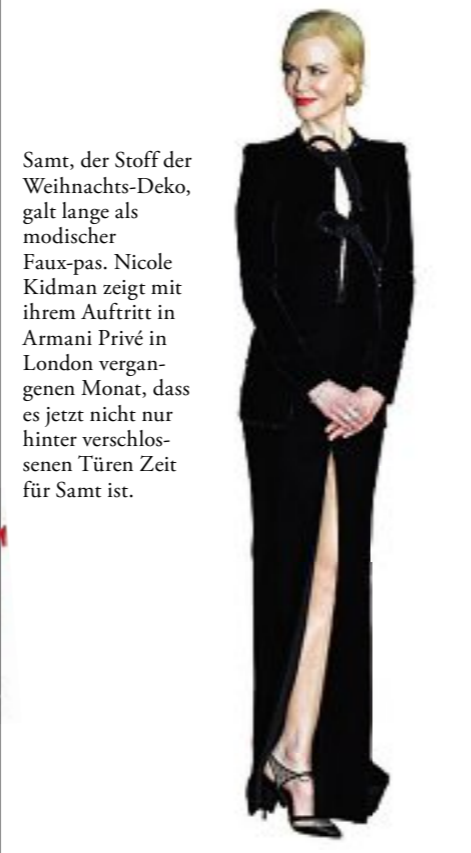 Samt, der Stoff der
Weihnachts-Deko,
galt lange als
modischer
Faux-pas. Nicole
Kidman zeigt mit
ihrem Auftritt in
Armani Privé in
London vergan-
genen Monat, dass
es jetzt nicht nur
hinter verschlos-
senen Türen Zeit
für Samt ist.